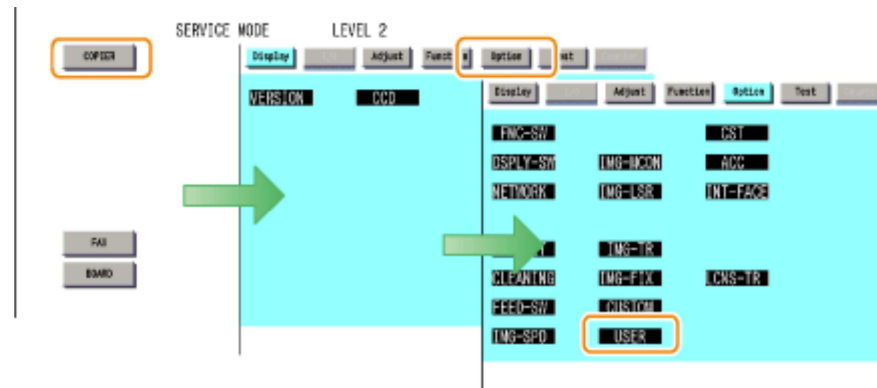 SERVICE MODE LEVEL 2
COPIER
Display Adjust Option
VERSION CCD
Display Adjust Function Option Test
FNC-SW CST
DSPLY-SW IMG-MCON ACC
NETWORK IMG-LSR INT-FACE
IMG-TR
CLEANING IMG-FIX LCNS-TR
FEED-SW CUSTOM
IMG-SPD USER
FAX
BOARD